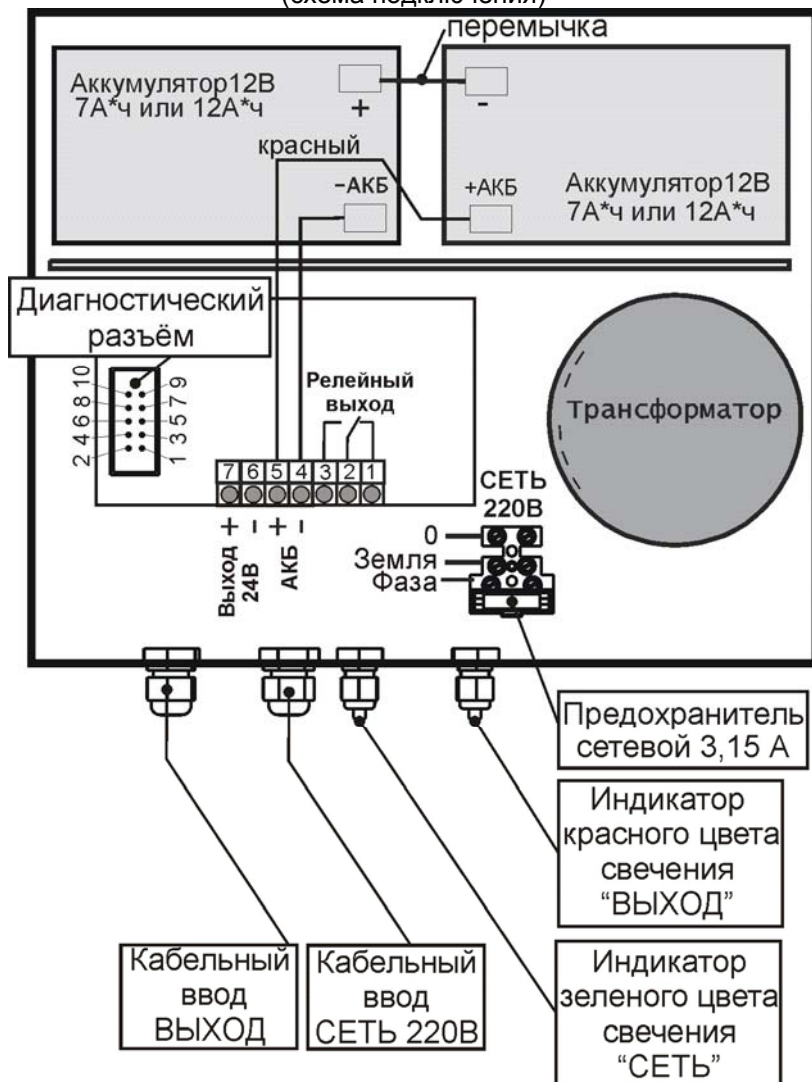 (схема подключения)
перемычка
Аккумулятор12В
7А*ч или 12А*ч
+
-
красный
−АКБ
+АКБ
Аккумулятор12В
7А*ч или 12А*ч
Диагностический
разъём
10 9
8 7
6 5
4 3
2 1
Релейный
выход
Трансформатор
7 6 5 4 3 2 1
+ − + −
Выход
24В
АКБ
СЕТЬ
220В
0
Земля
Фаза
Предохранитель
сетевой 3,15 А
Индикатор
красного цвета
свечения
“ВЫХОД”
Кабельный
ввод
ВЫХОД
Кабельный
ввод
СЕТЬ 220В
Индикатор
зеленого цвета
свечения
“СЕТЬ”